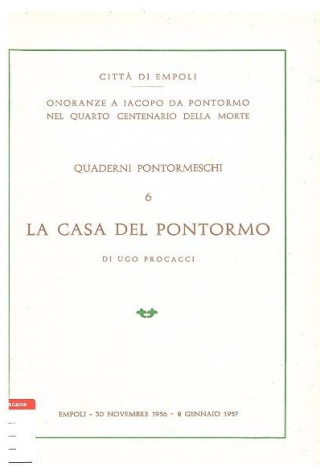 CITTÀ DI EMPOLI
ONORANZE A IACOPO DA PONTORMO
NEL QUARTO CENTENARIO DELLA MORTE
QUADERNI PONTORMESCHI
6
LA CASA DEL PONTORMO
DI UGO PROCACCI
EMPOLI - 30 NOVEMBRE 1956 - 2 GENNAIO 1957